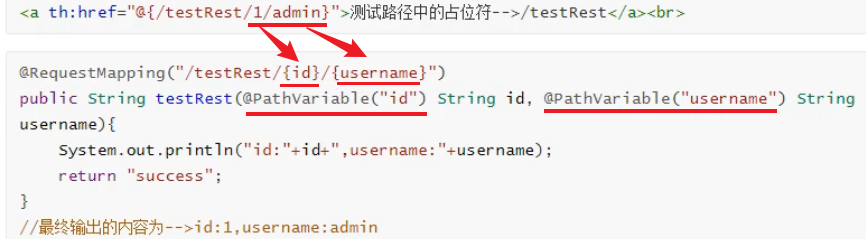 <a th:href="@{/testRest/1/admin}">测试路径中的占位符-->/testRest</a><br>
@RequestMapping("/testRest/{id}/{username}")
public String testRest(@PathVariable("id") String id, @PathVariable("username") String
username){
    System.out.println("id:"+id+",username:"+username);
    return "success";
}
//最终输出的内容为-->id:1,username:admin